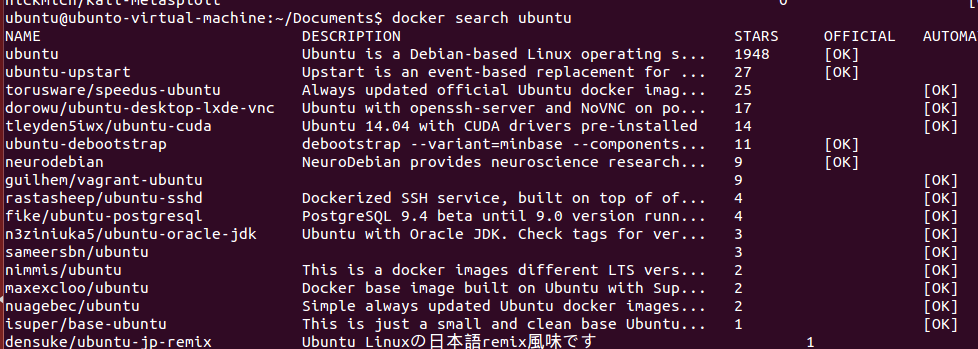 ubuntu@ubunto-virtual-machine:~/Documents$ docker search ubuntu
NAME DESCRIPTION STARS OFFICIAL AUTOMA
ubuntu Ubuntu is a Debian-based Linux operating s... 1948 [OK]
ubuntu-upstart Upstart is an event-based replacement for ... 27 [OK]
torusware/speedus-ubuntu Always updated official Ubuntu docker imag... 25 [OK]
dorowu/ubuntu-desktop-lxde-vnc Ubuntu with openssh-server and NoVNC on po... 17 [OK]
tleyden5iwx/ubuntu-cuda Ubuntu 14.04 with CUDA drivers pre-installed 14 [OK]
ubuntu-debootstrap debootstrap --variant=minbase --components... 11 [OK]
neurodebian NeuroDebian provides neuroscience research... 9 [OK]
guilhem/vagrant-ubuntu 9 [OK]
rastasheep/ubuntu-sshd Dockerized SSH service, built on top of of... 4 [OK]
fike/ubuntu-postgresql PostgreSQL 9.4 beta until 9.0 version runn... 4 [OK]
n3ziniuka5/ubuntu-oracle-jdk Ubuntu with Oracle JDK. Check tags for ver... 3 [OK]
sameersbn/ubuntu 3 [OK]
nimmis/ubuntu This is a docker images different LTS vers... 2 [OK]
maxexcloo/ubuntu Docker base image built on Ubuntu with Sup... 2 [OK]
nuagebec/ubuntu Simple always updated Ubuntu docker images... 2 [OK]
isuper/base-ubuntu This is just a small and clean base Ubuntu... 1 [OK]
densuke/ubuntu-jp-remix Ubuntu Linuxの日本語remix風味です 1